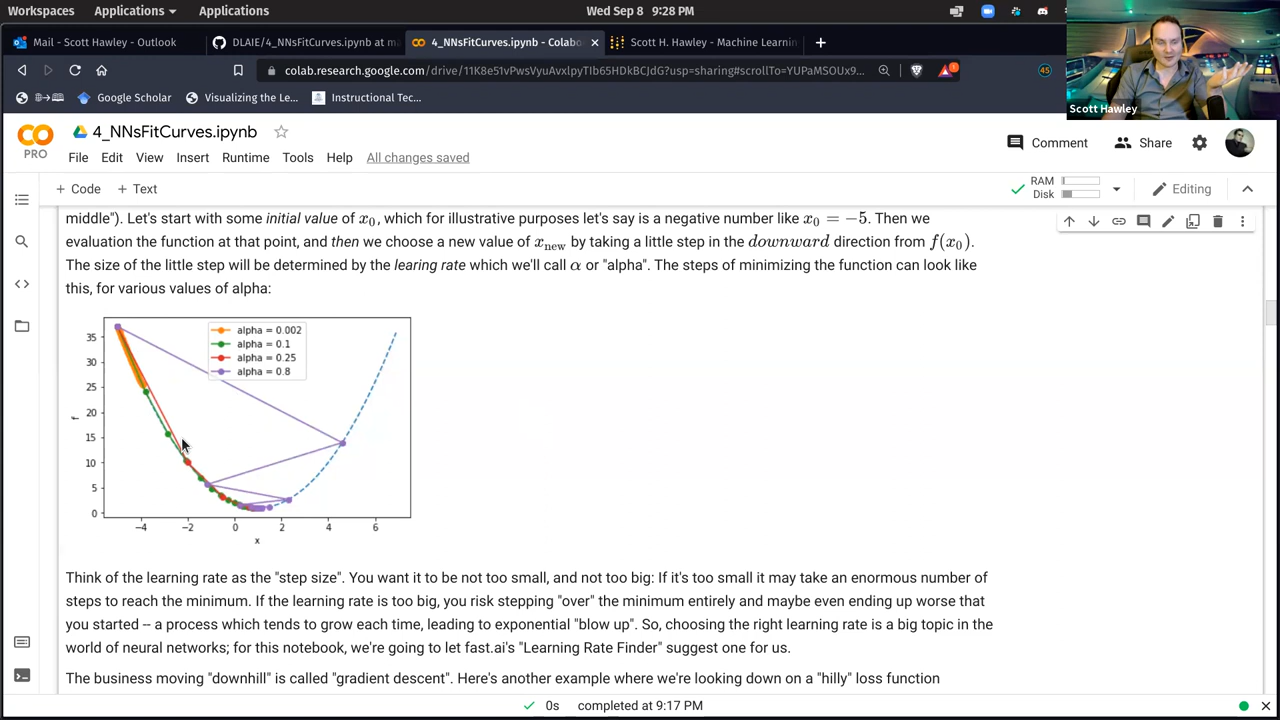 Workspaces Applications Applications Wed Sep 8 9:28 PM
Mail - Scott Hawley - Outlook DLAIE/4_NNsFitCurves.ipynb at m 4_NNsFitCurves.ipynb - Colabo Scott H. Hawley - Machine Learnin
colab.research.google.com/drive/ 45
Google Scholar Visualizing the Le... Instructional Tec...
Scott Hawley
CO PRO 4_NNsFitCurves.ipynb Comment Share
File Edit View Insert Runtime Tools Help All changes saved
+ Code + Text RAM Disk Editing
middle"). Let's start with some initial value of x₀, which for illustrative purposes let's say is a negative number like x₀ = −5. Then we
evaluation the function at that point, and then we choose a new value of x_new by taking a little step in the downward direction from f(x₀).
The size of the little step will be determined by the learing rate which we'll call α or "alpha". The steps of minimizing the function can look like
this, for various values of alpha:
alpha = 0.002
alpha = 0.1
alpha = 0.25
alpha = 0.8
35
30
25
20
15
10
5
0
f
−4 −2 0 2 4 6
x
Think of the learning rate as the "step size". You want it to be not too small, and not too big: If it's too small it may take an enormous number of
steps to reach the minimum. If the learning rate is too big, you risk stepping "over" the minimum entirely and maybe even ending up worse that
you started -- a process which tends to grow each time, leading to exponential "blow up". So, choosing the right learning rate is a big topic in the
world of neural networks; for this notebook, we're going to let fast.ai's "Learning Rate Finder" suggest one for us.
The business moving "downhill" is called "gradient descent". Here's another example where we're looking down on a "hilly" loss function
0s completed at 9:17 PM